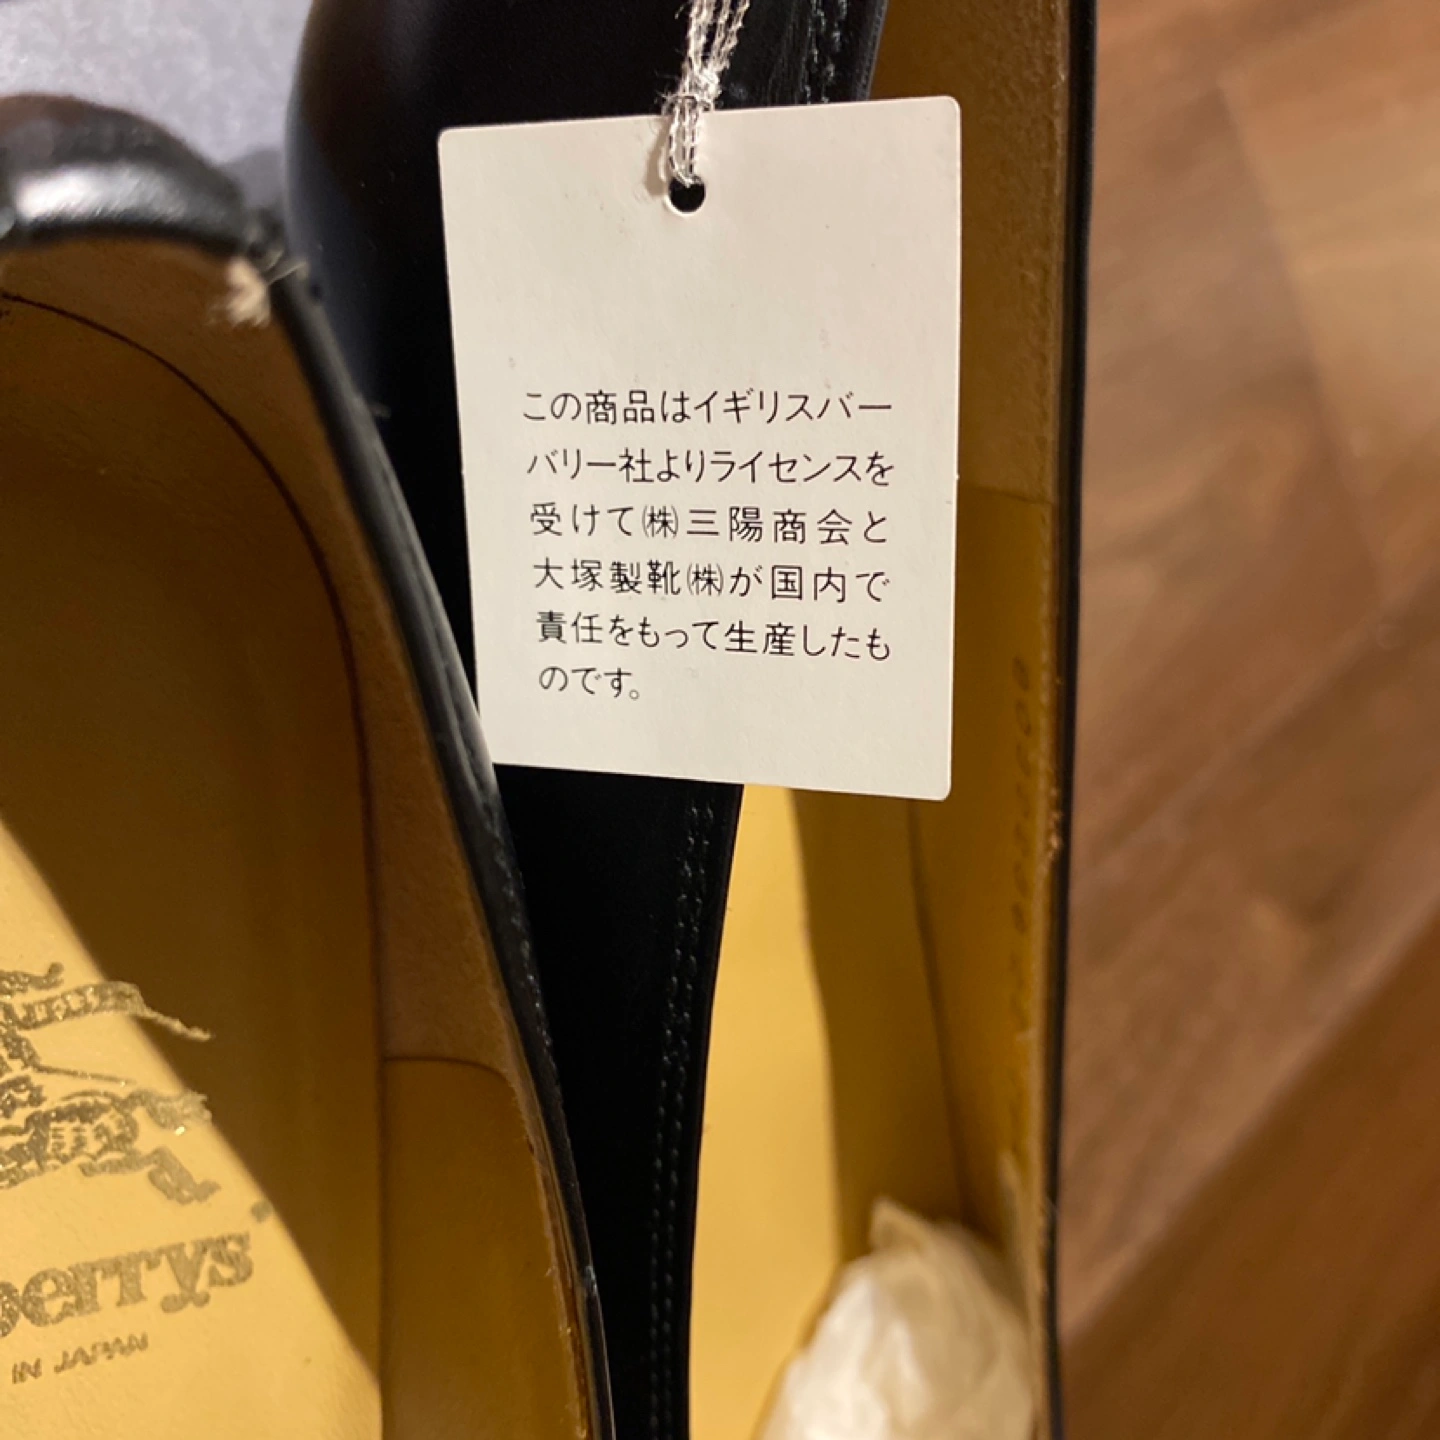 この商品はイギリスバー
バリー社よりライセンスを
受けて㈱三陽商会と
大塚製靴㈱が国内で
責任をもって生産したも
のです。
berrys
IN JAPAN